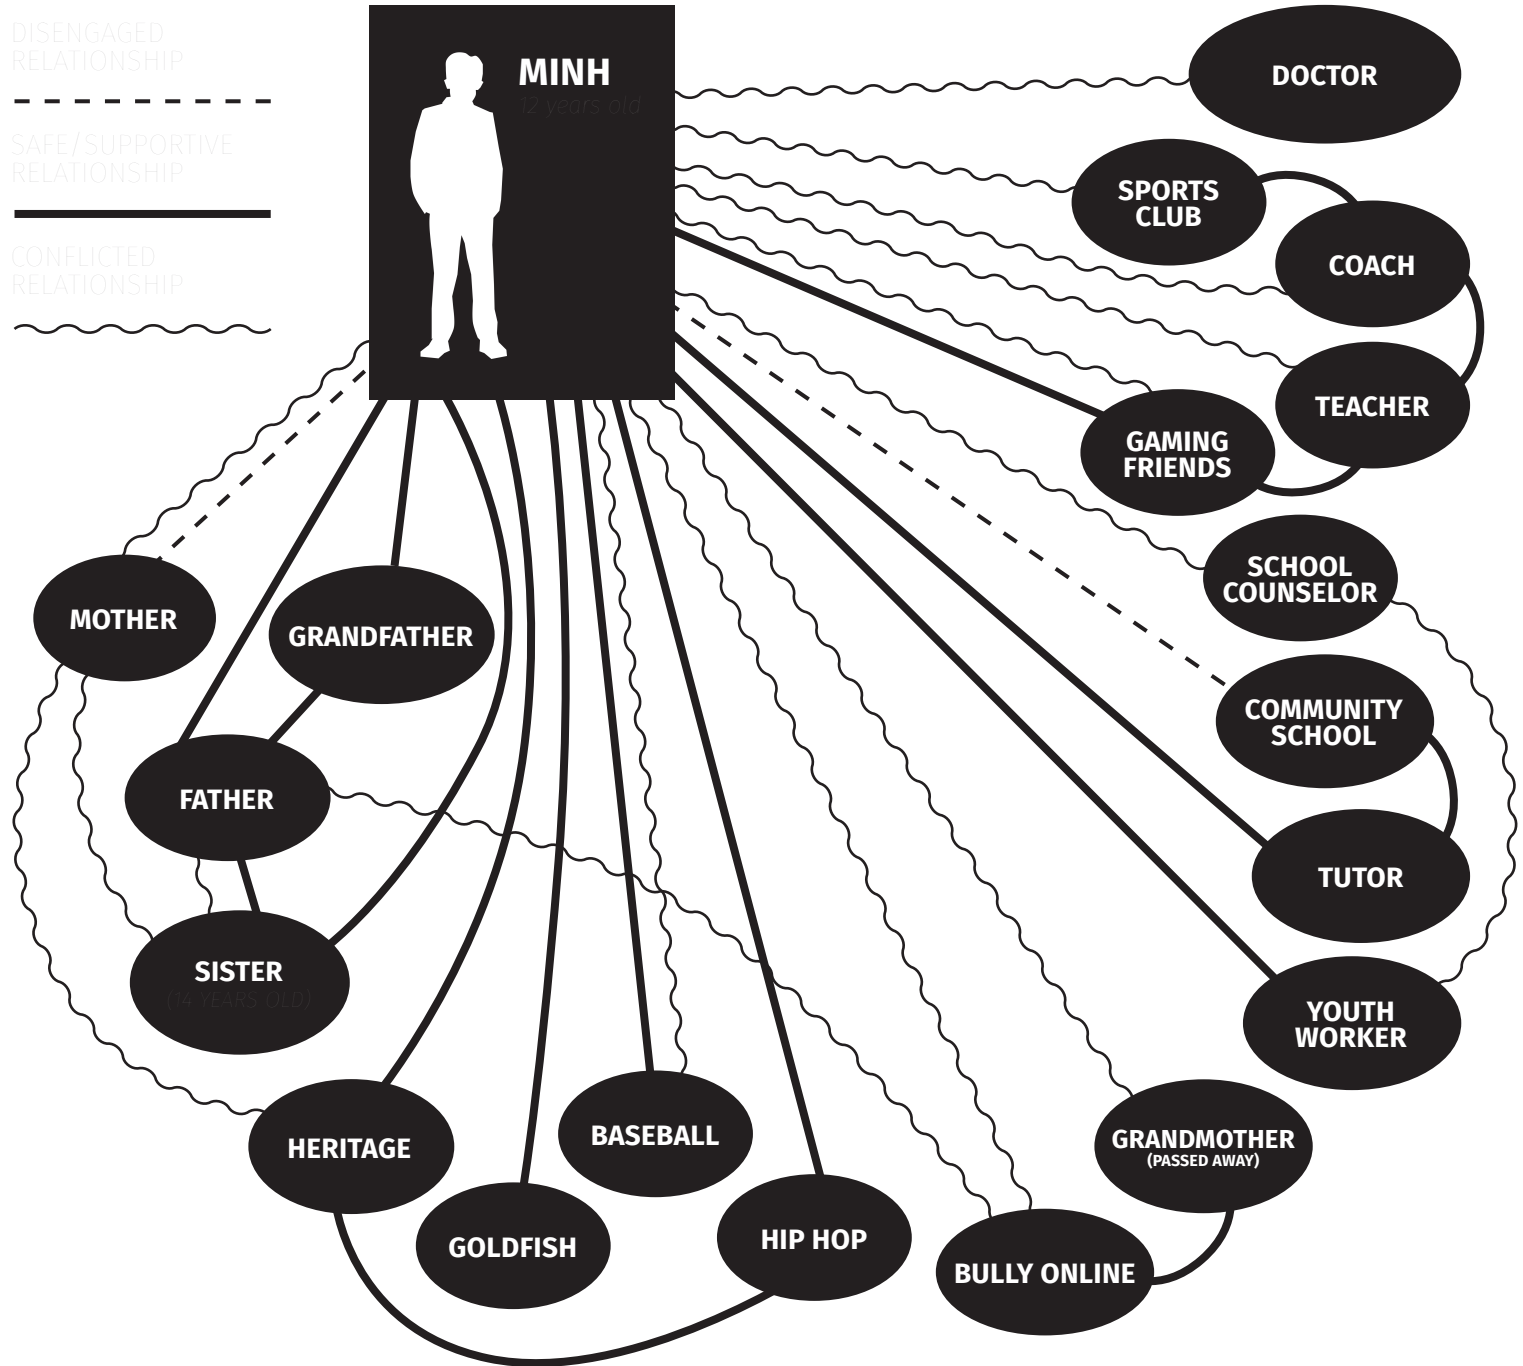 DISENGAGED
RELATIONSHIP
SAFE/SUPPORTIVE
RELATIONSHIP
CONFLICTED
RELATIONSHIP
MINH
12 years old
DOCTOR
SPORTS
CLUB
COACH
TEACHER
GAMING
FRIENDS
SCHOOL
COUNSELOR
COMMUNITY
SCHOOL
TUTOR
YOUTH
WORKER
MOTHER
GRANDFATHER
FATHER
SISTER
(14 YEARS OLD)
HERITAGE
GOLDFISH
BASEBALL
HIP HOP
GRANDMOTHER
(PASSED AWAY)
BULLY ONLINE